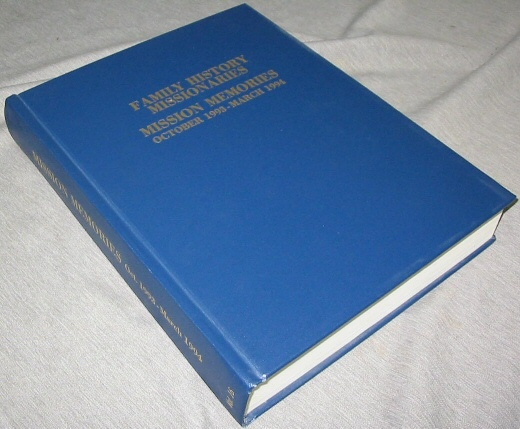 FAMILY HISTORY
MISSIONARIES
MISSION MEMORIES
OCTOBER 1993 - MARCH 1994
MISSION MEMORIES Oct. 1993 - March 1994